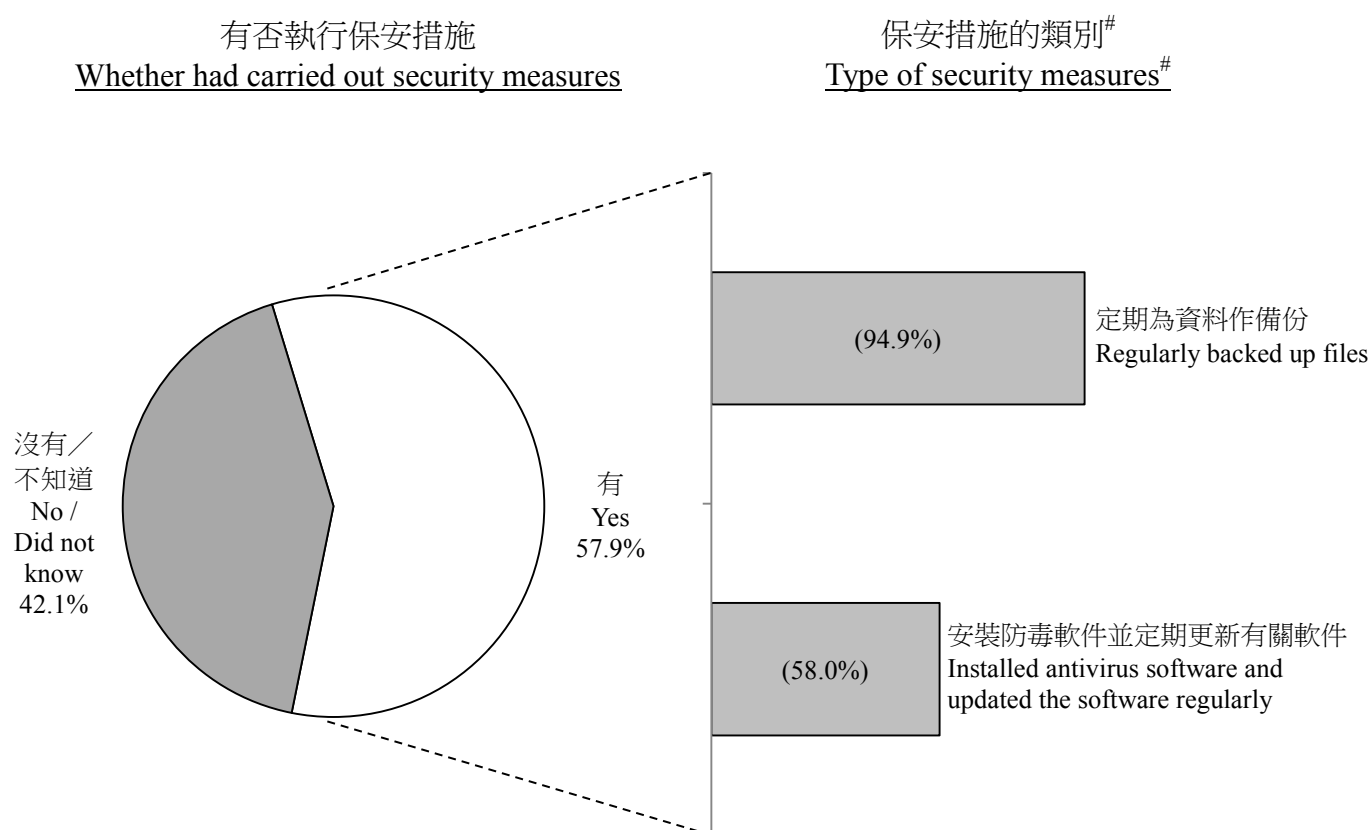 有否執行保安措施
Whether had carried out security measures
保安措施的類別#
Type of security measures#
沒有／
不知道
No /
Did not
know
42.1%
有
Yes
57.9%
(94.9%)
定期為資料作備份
Regularly backed up files
(58.0%)
安裝防毒軟件並定期更新有關軟件
Installed antivirus software and
updated the software regularly